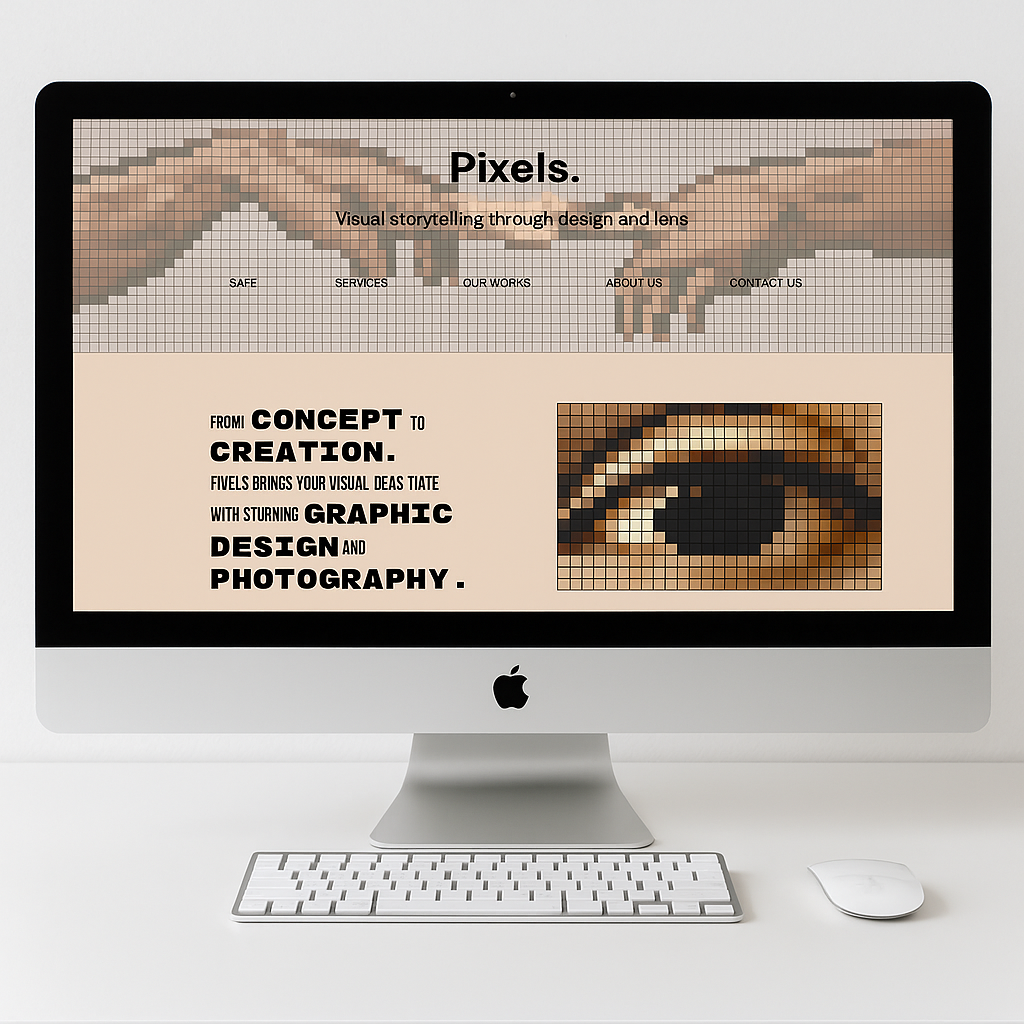 Pixels.
Visual storytelling through design and lens
SAFE SERVICES OUR WORKS ABOUT US CONTACT US
FROMI CONCEPT TO
CREATION.
FIVELS BRINGS YOUR VISUAL DEAS TIATE
WITH STURNING GRAPHIC
DESIGN AND
PHOTOGRAPHY.